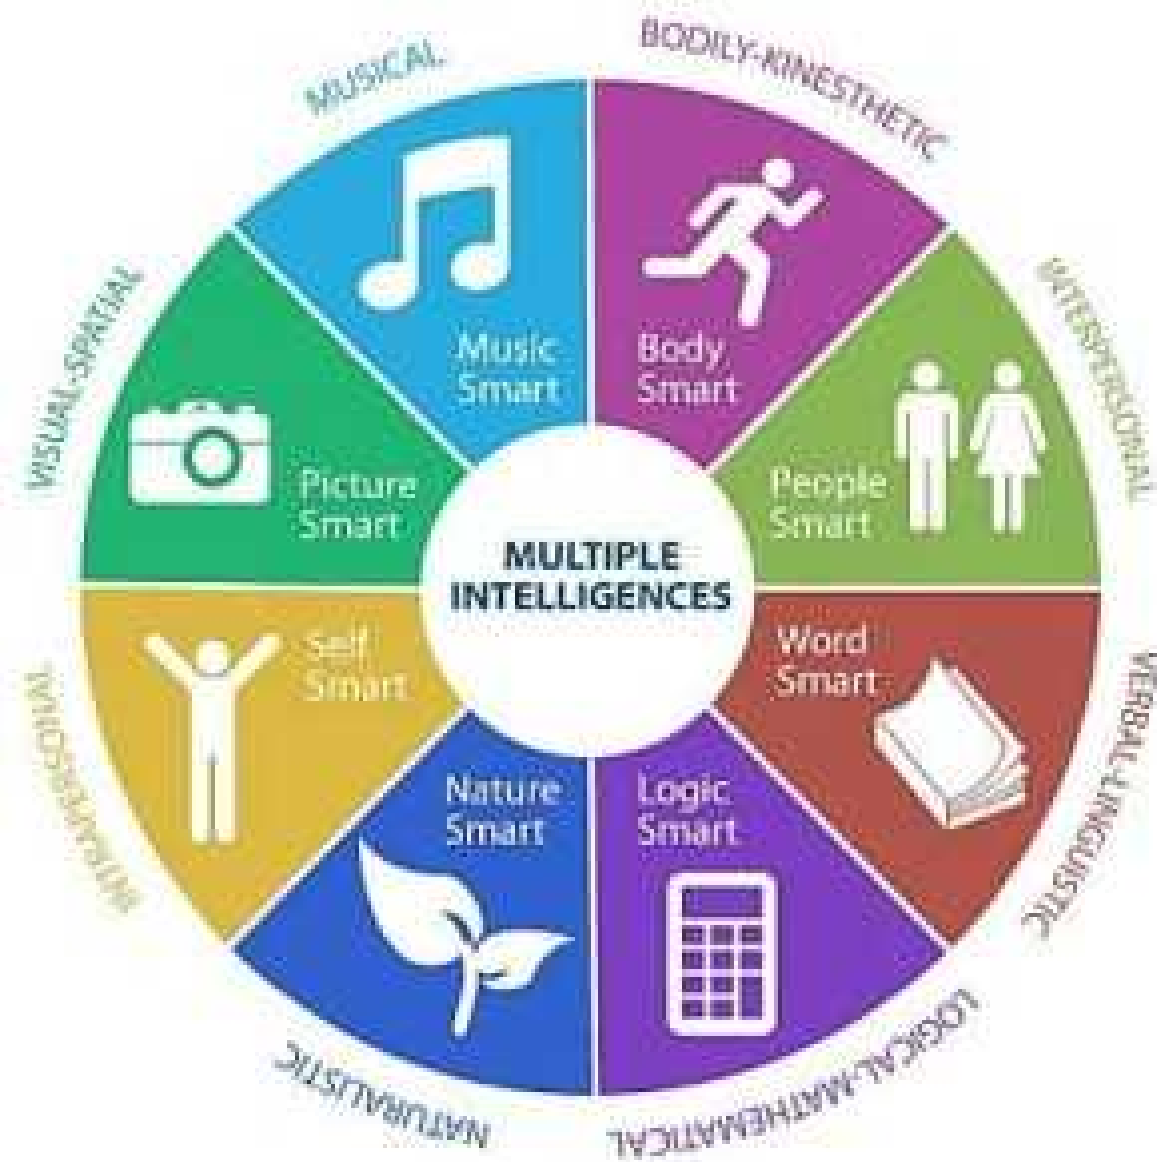 MUSICAL
BODILY-KINESTHETIC
INTERPERSONAL
VERBAL-LINGUISTIC
LOGICAL-MATHEMATICAL
NATURALISTIC
INTRAPERSONAL
VISUAL-SPATIAL
Music
Smart
Body
Smart
People
Smart
Word
Smart
Logic
Smart
Nature
Smart
Self
Smart
Picture
Smart
MULTIPLE
INTELLIGENCES